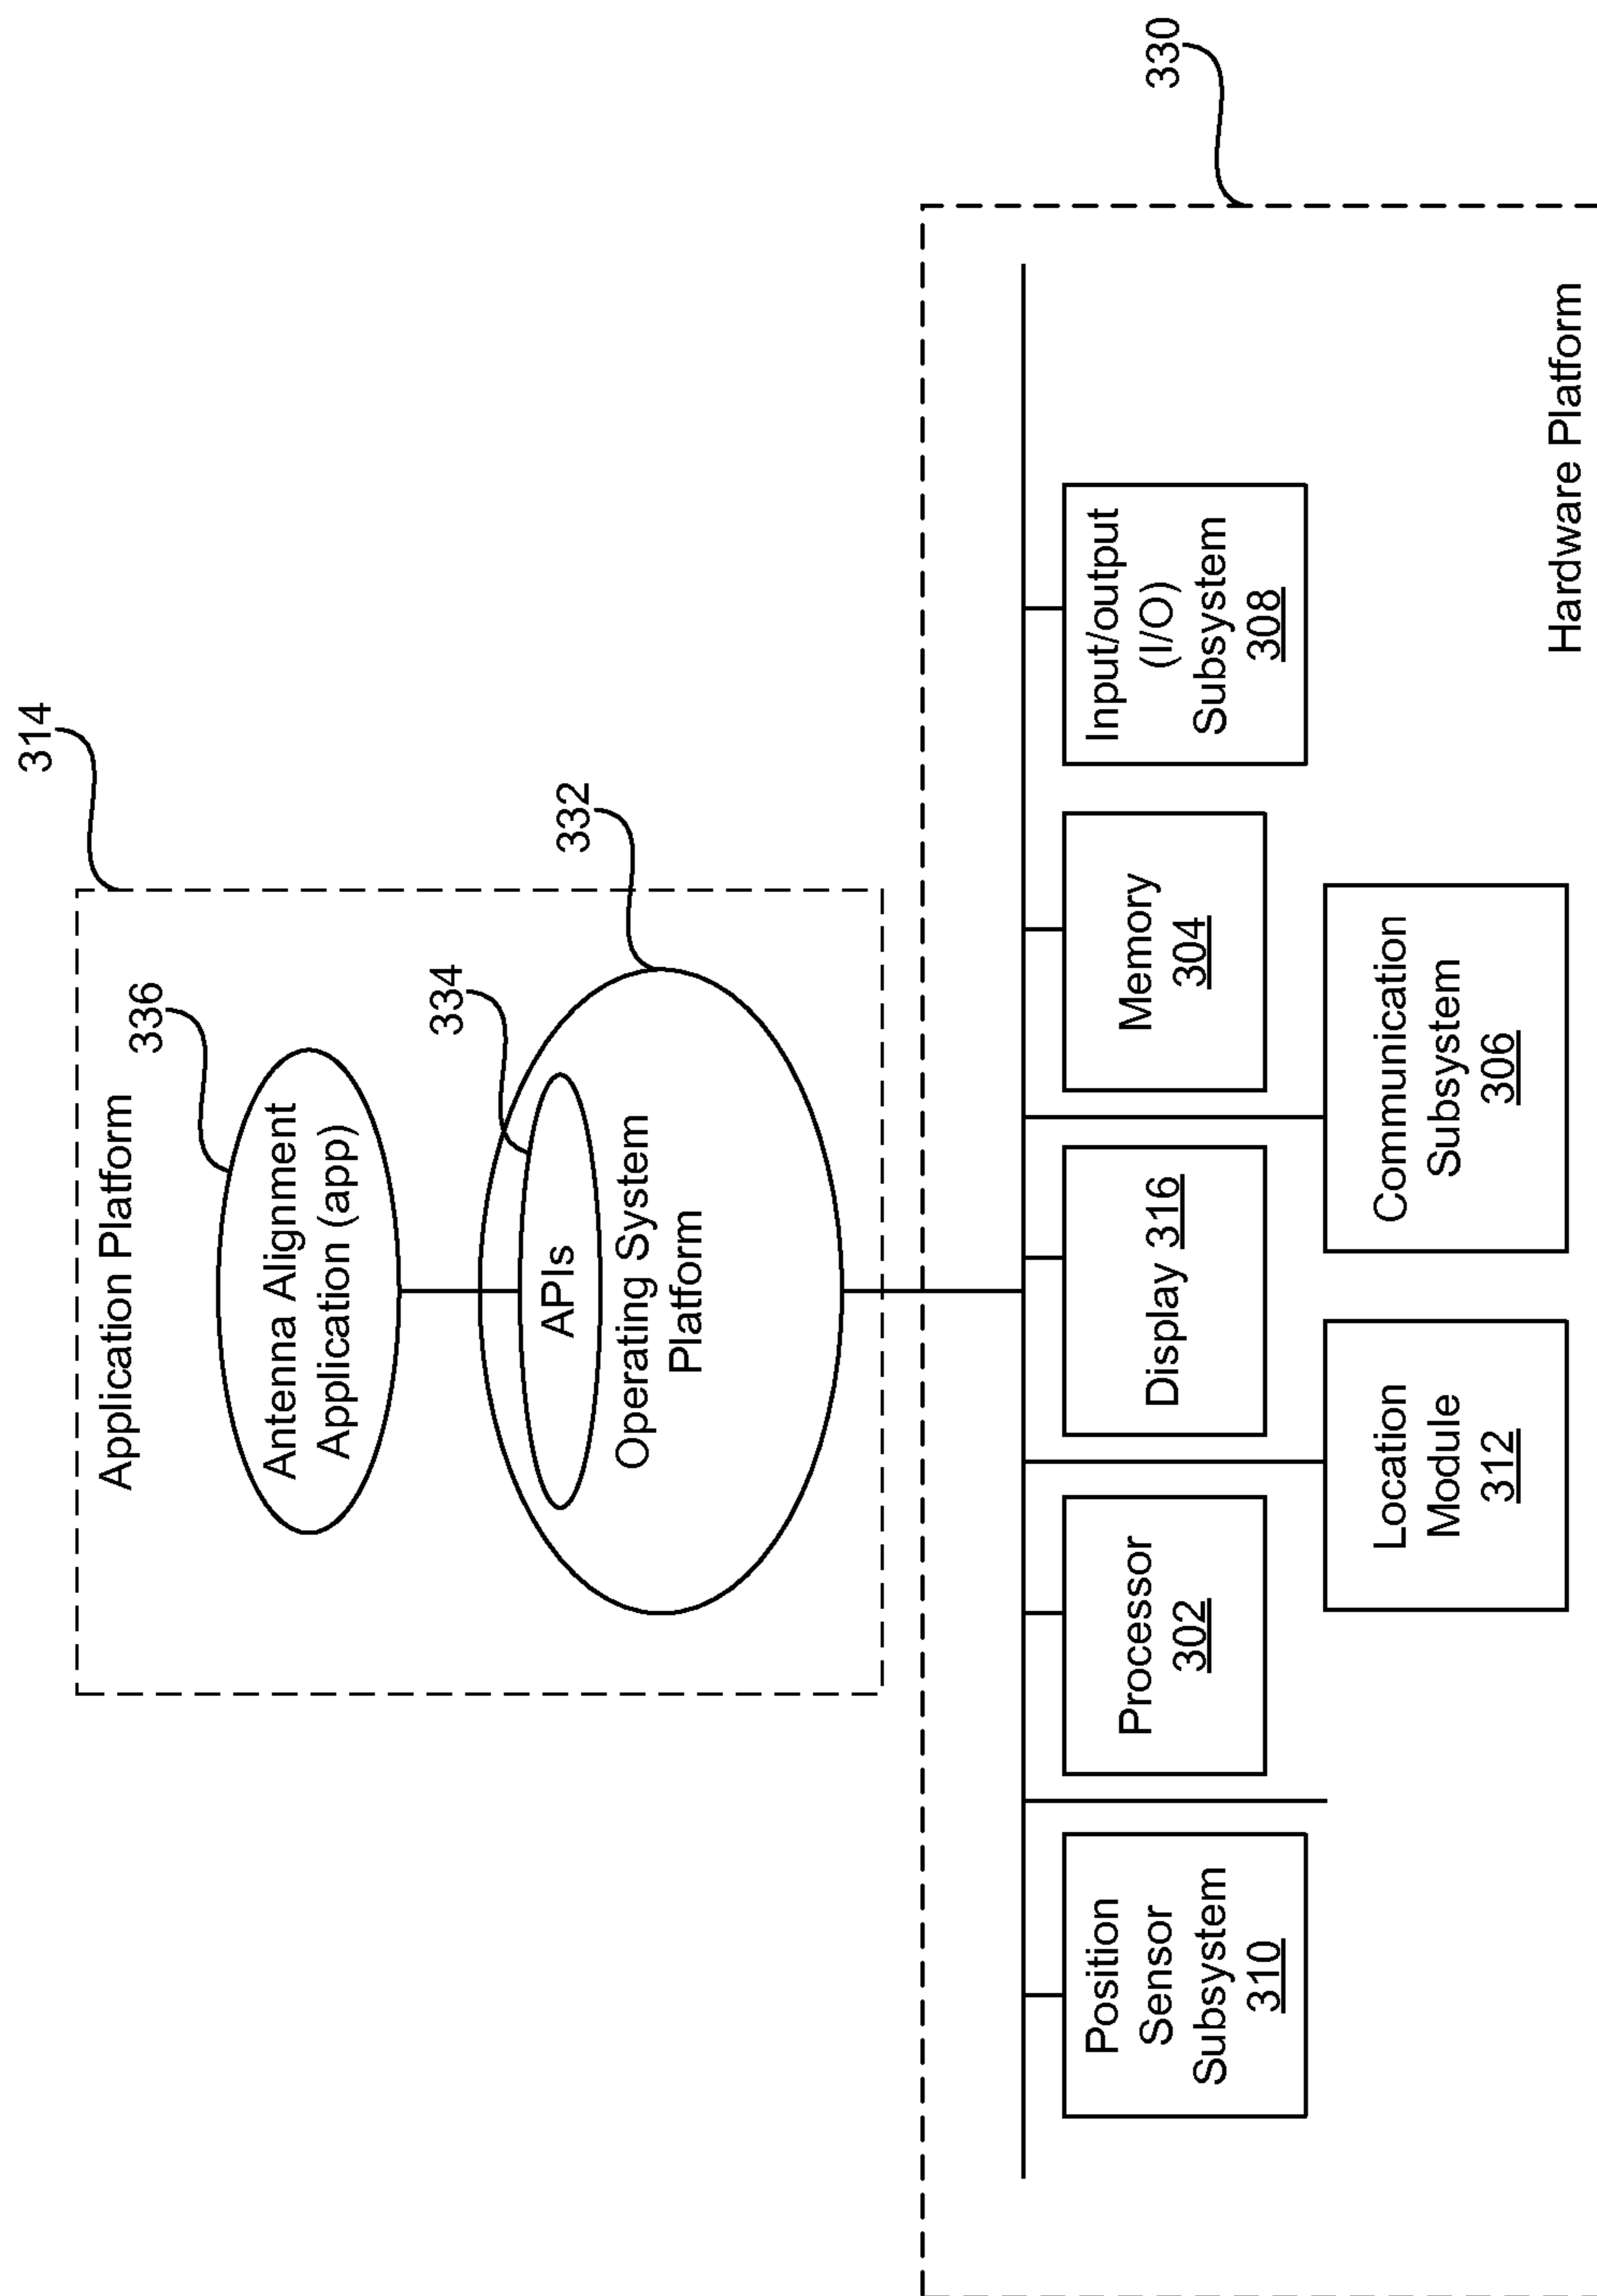 314
Application Platform
336
Antenna Alignment
Application (app)
332
334
APIs
Operating System
Platform
330
Position
Sensor
Subsystem
310
Processor
302
Display 316
Memory
304
Input/output
(I/O)
Subsystem
308
Location
Module
312
Communication
Subsystem
306
Hardware Platform